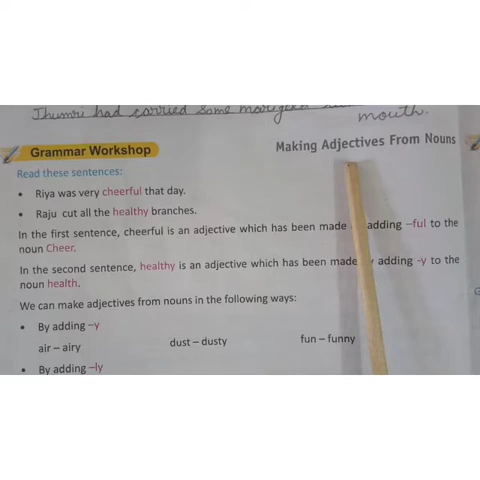 Thumri had carried some
mouth.
Grammar Workshop
Making Adjectives From Nouns
Read these sentences:
• Riya was very cheerful that day.
• Raju cut all the healthy branches.
In the first sentence, cheerful is an adjective which has been made adding –ful to the
noun Cheer.
In the second sentence, healthy is an adjective which has been made adding -y to the
noun health.
We can make adjectives from nouns in the following ways:
• By adding –y
air – airy dust – dusty fun – funny
• By adding –ly